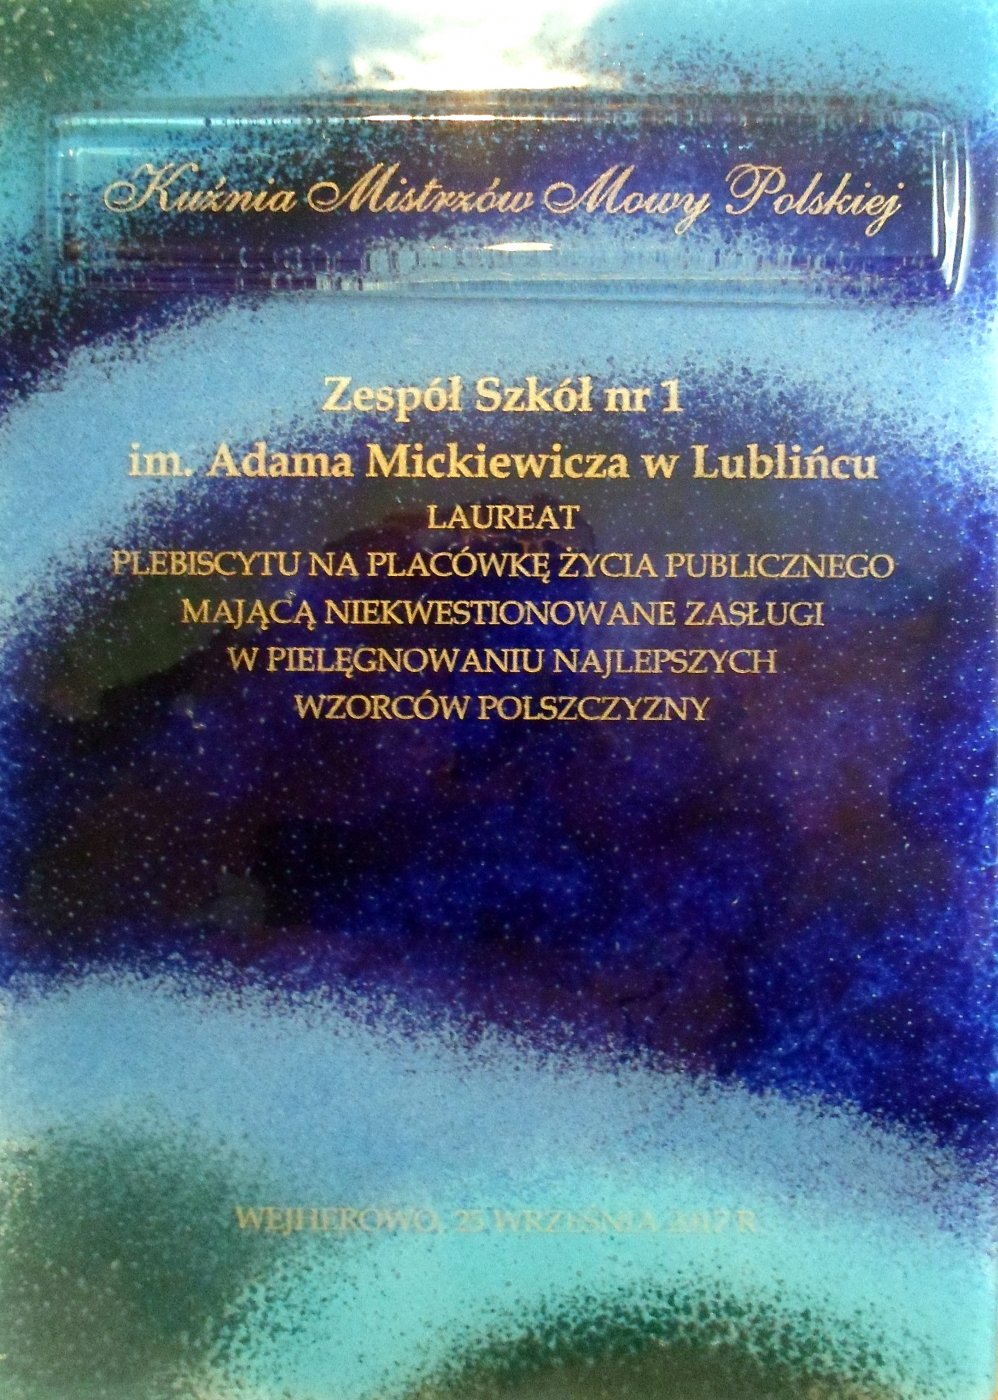 Kuźnia Mistrzów Mowy Polskiej
Zespół Szkół nr 1
im. Adama Mickiewicza w Lublińcu
LAUREAT
PLEBISCYTU NA PLACÓWKĘ ŻYCIA PUBLICZNEGO
MAJĄCĄ NIEKWESTIONOWANE ZASŁUGI
W PIELĘGNOWANIU NAJLEPSZYCH
WZORCÓW POLSZCZYZNY
WEJHEROWO, 25 WRZEŚNIA R.